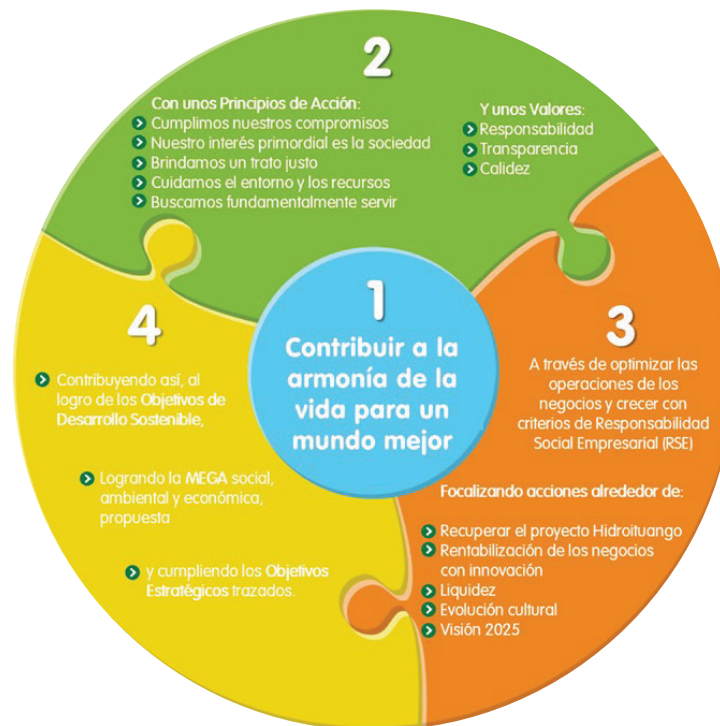 1
Contribuir a la
armonía de la
vida para un
mundo mejor
2
Con unos Principios de Acción:
Cumplimos nuestros compromisos
Nuestro interés primordial es la sociedad
Brindamos un trato justo
Cuidamos el entorno y los recursos
Buscamos fundamentalmente servir
Y unos Valores:
Responsabilidad
Transparencia
Calidez
3
A través de optimizar las
operaciones de los
negocios y crecer con
criterios de Responsabilidad
Social Empresarial (RSE)
Focalizando acciones alrededor de:
Recuperar el proyecto Hidroituango
Rentabilización de los negocios
con innovación
Liquidez
Evolución cultural
Visión 2025
4
Contribuyendo así, al
logro de los Objetivos de
Desarrollo Sostenible,
Logrando la MEGA social,
ambiental y económica,
propuesta
y cumpliendo los Objetivos
Estratégicos trazados.